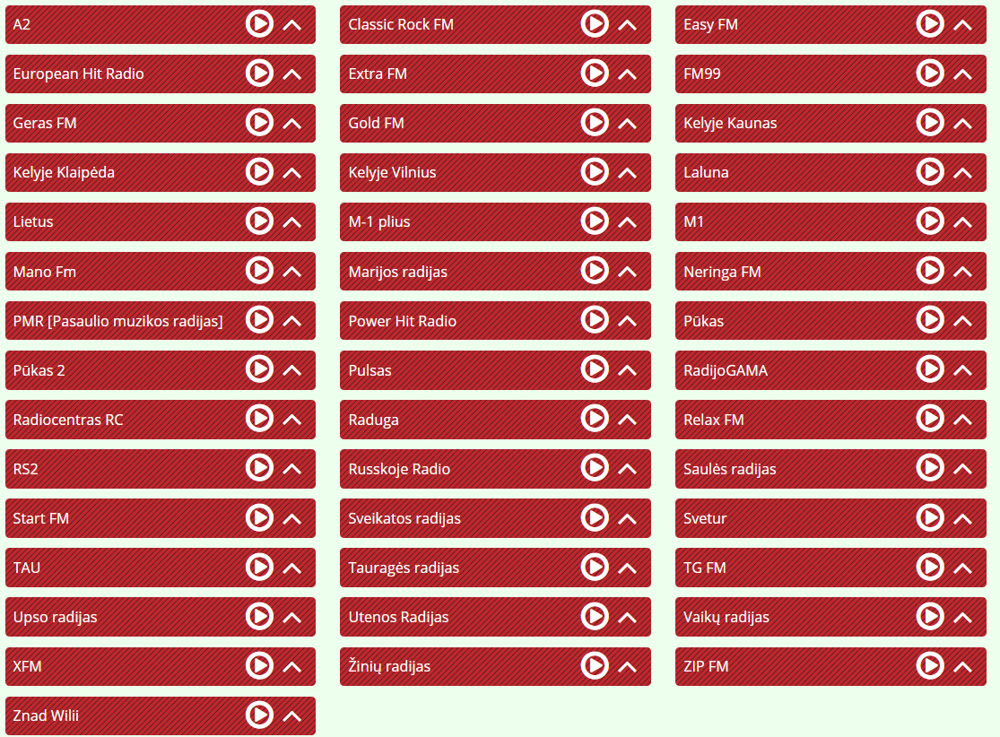 A2
Classic Rock FM
Easy FM
European Hit Radio
Extra FM
FM99
Geras FM
Gold FM
Kelyje Kaunas
Kelyje Klaipėda
Kelyje Vilnius
Laluna
Lietus
M-1 plius
M1
Mano Fm
Marijos radijas
Neringa FM
PMR [Pasaulio muzikos radijas]
Power Hit Radio
Pūkas
Pūkas 2
Pulsas
RadijoGAMA
Radiocentras RC
Raduga
Relax FM
RS2
Russkoje Radio
Saulės radijas
Start FM
Sveikatos radijas
Svetur
TAU
Tauragės radijas
TG FM
Upso radijas
Utenos Radijas
Vaikų radijas
XFM
Žinių radijas
ZIP FM
Znad Wilii